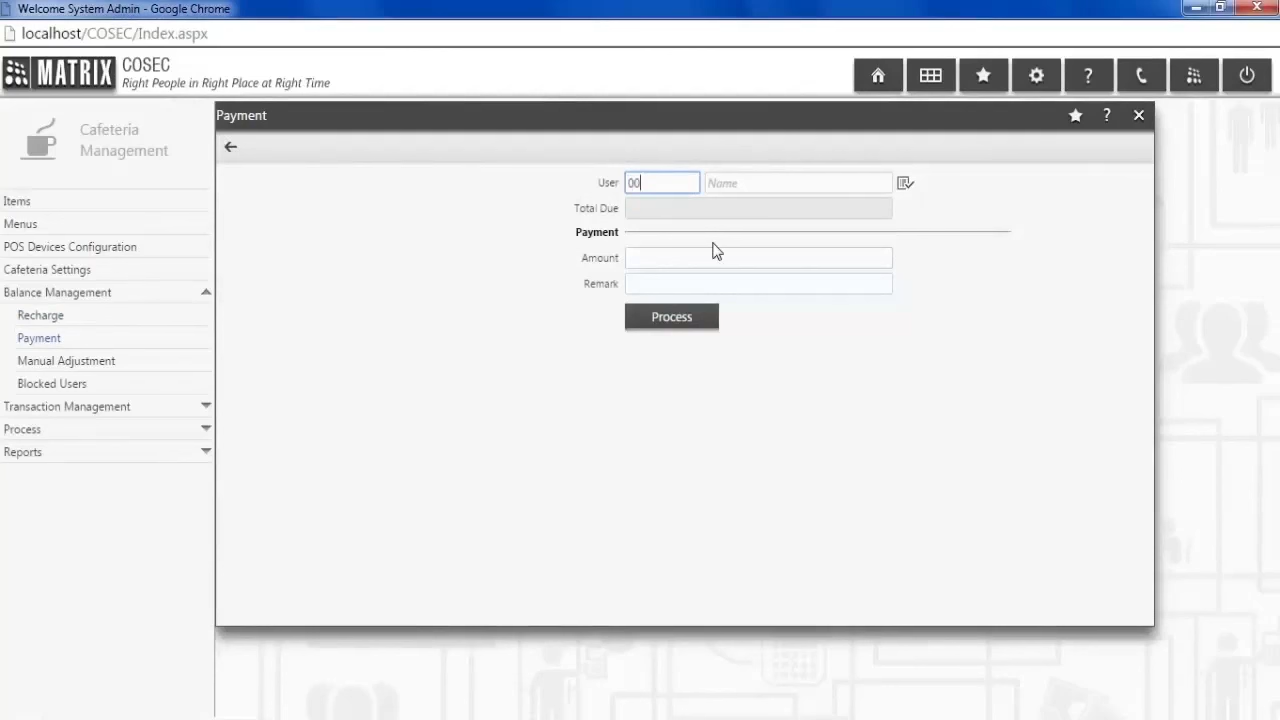 Welcome System Admin - Google Chrome
localhost/COSEC/Index.aspx
MATRIX
COSEC
Right People in Right Place at Right Time
?
Cafeteria
Management
Items
Menus
POS Devices Configuration
Cafeteria Settings
Balance Management
Recharge
Payment
Manual Adjustment
Blocked Users
Transaction Management
Process
Reports
Payment
?
User 00 Name
Total Due
Payment
Amount
Remark
Process